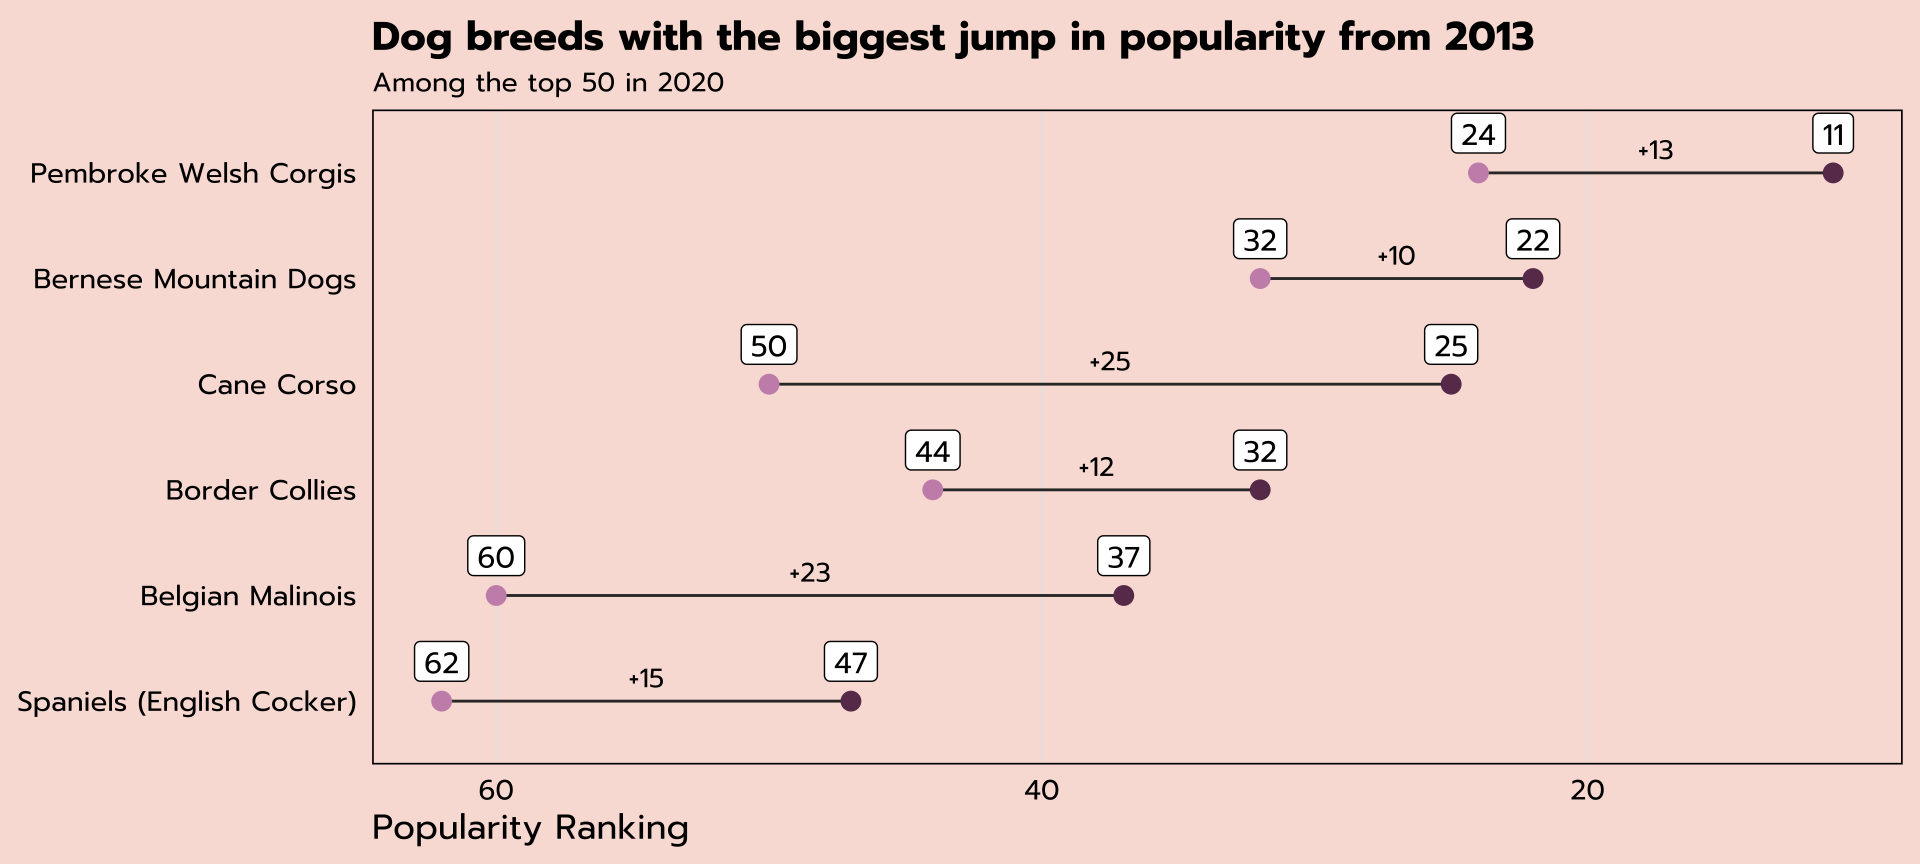 Dog breeds with the biggest jump in popularity from 2013
Among the top 50 in 2020
Pembroke Welsh Corgis 24 +13 11
Bernese Mountain Dogs 32 +10 22
Cane Corso 50 +25 25
Border Collies 44 +12 32
Belgian Malinois 60 +23 37
Spaniels (English Cocker) 62 +15 47
60 40 20
Popularity Ranking